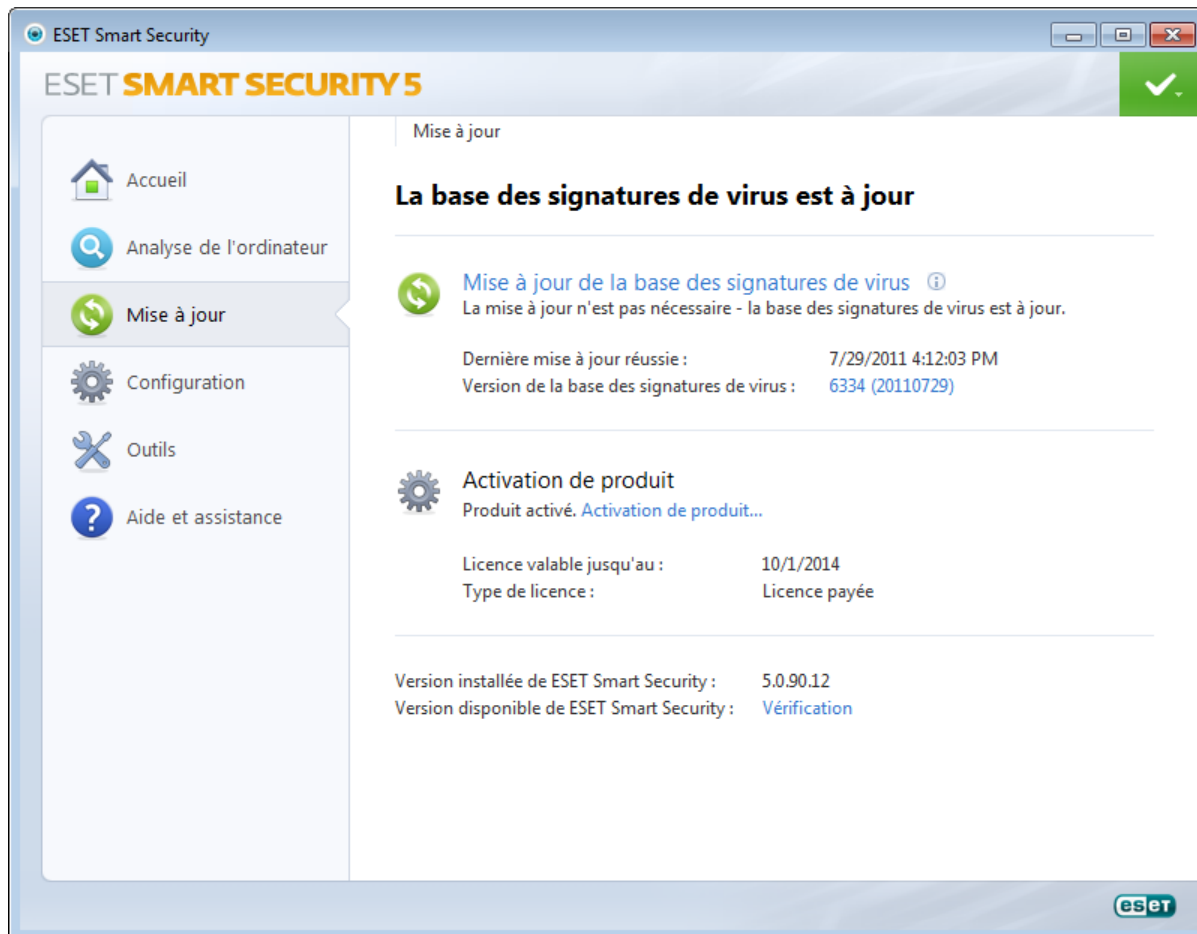 ESET Smart Security
ESET SMART SECURITY 5
Accueil
Analyse de l'ordinateur
Mise à jour
Configuration
Outils
Aide et assistance
Mise à jour
La base des signatures de virus est à jour
Mise à jour de la base des signatures de virus
La mise à jour n'est pas nécessaire - la base des signatures de virus est à jour.
Dernière mise à jour réussie : 7/29/2011 4:12:03 PM
Version de la base des signatures de virus : 6334 (20110729)
Activation de produit
Produit activé. Activation de produit...
Licence valable jusqu'au : 10/1/2014
Type de licence : Licence payée
Version installée de ESET Smart Security : 5.0.90.12
Version disponible de ESET Smart Security : Vérification
eset